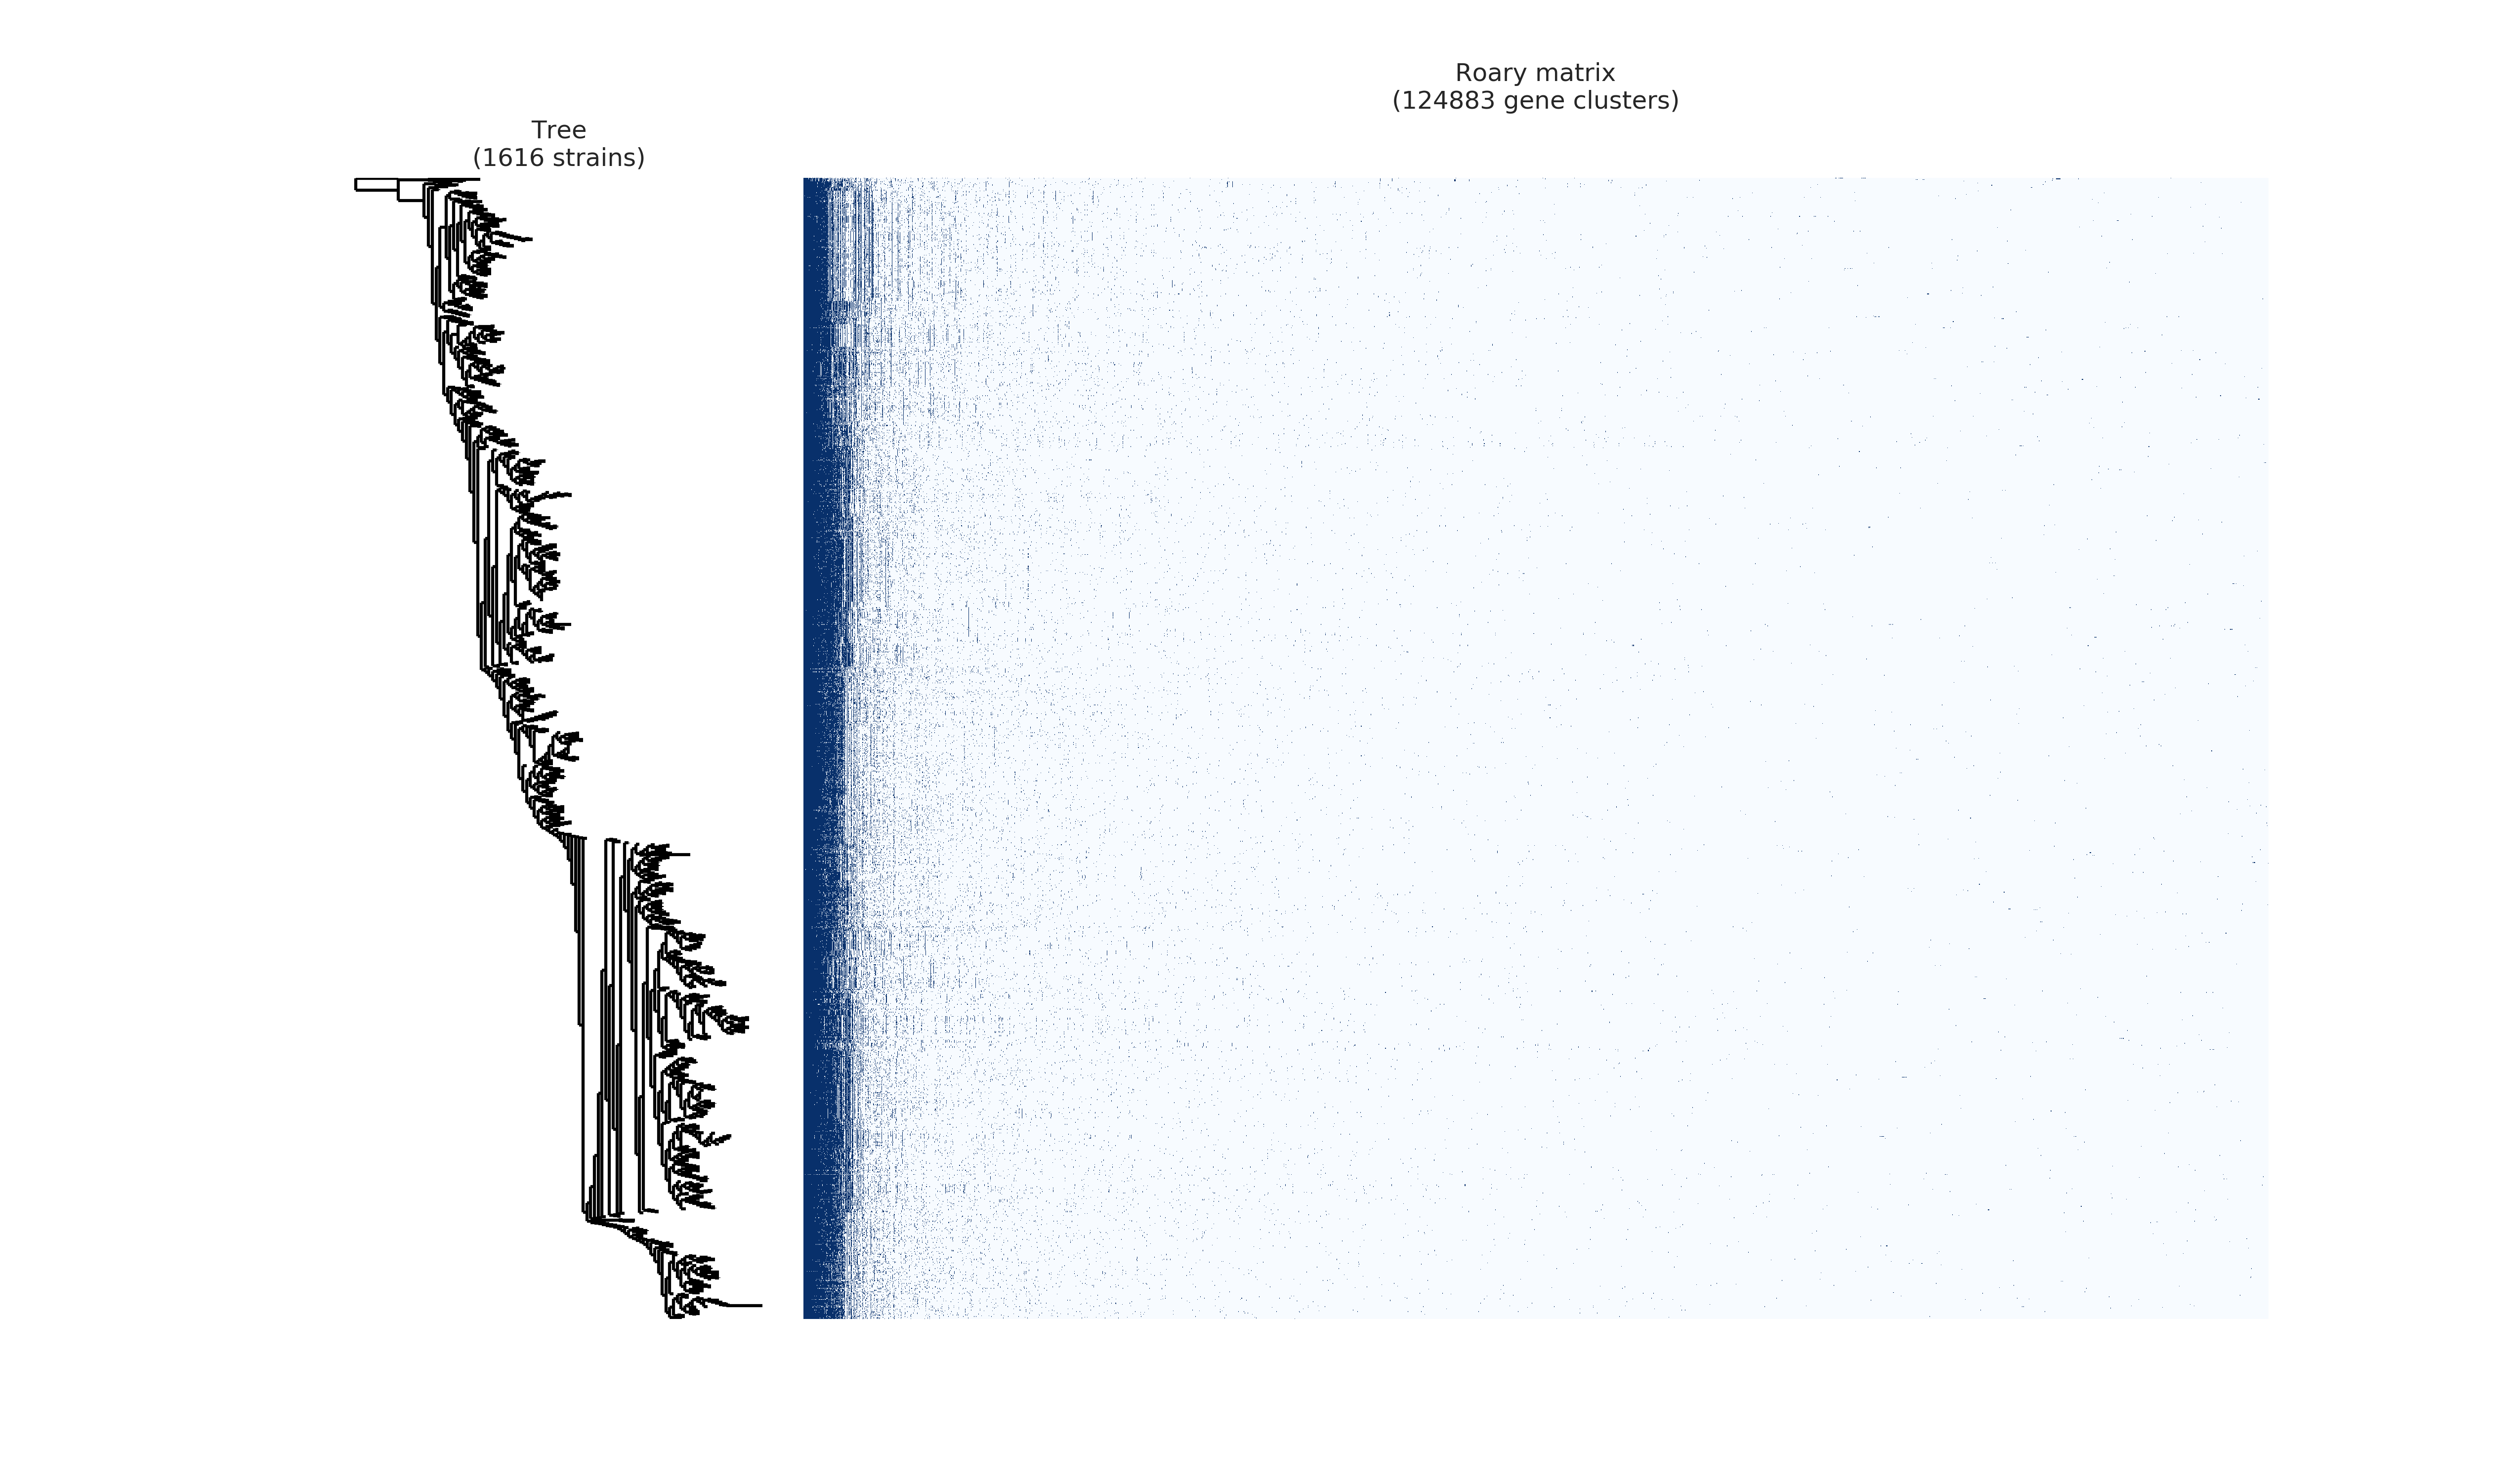 Roary matrix
(124883 gene clusters)
Tree
(1616 strains)